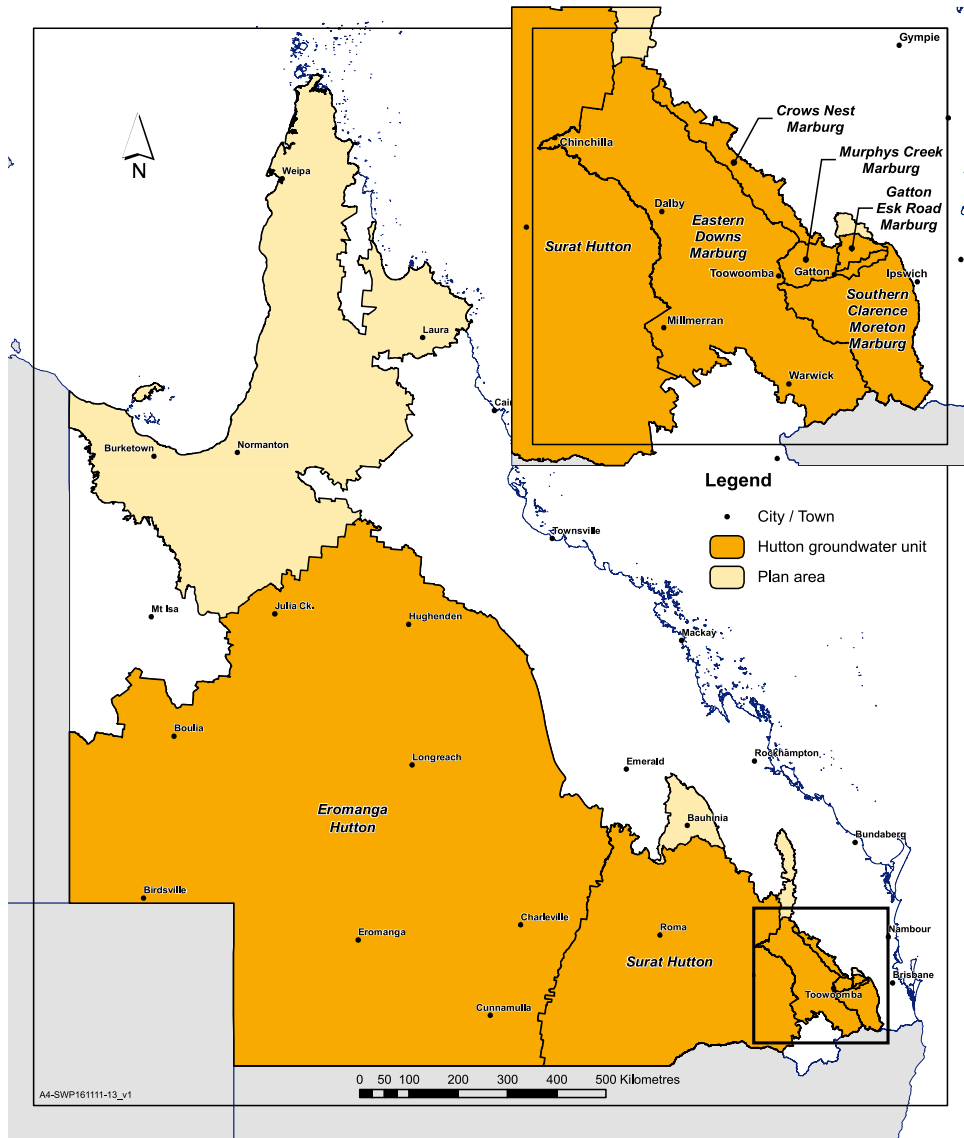 Gympie
Crows Nest
Marburg
Murphys Creek
Marburg
Gatton
Esk Road
Marburg
Chinchilla
Dalby
Eastern
Downs
Marburg
Surat Hutton
Toowoomba
Gatton
Ipswich
Southern
Clarence
Moreton
Marburg
Millmerran
Warwick
N
Weipa
Laura
Cair
Burketown
Normanton
Townsville
Mt Isa
Julia Ck.
Hughenden
Mackay
Boulia
Longreach
Emerald
Rockhampton
Eromanga
Hutton
Bauhinia
Bundaberg
Birdsville
Charleville
Eromanga
Roma
Nambour
Surat Hutton
Toowoomba
Brisbane
Cunnamulla
Legend
City / Town
Hutton groundwater unit
Plan area
0 50 100 200 300 400 500 Kilometres
A4-SWP161111-13_v1